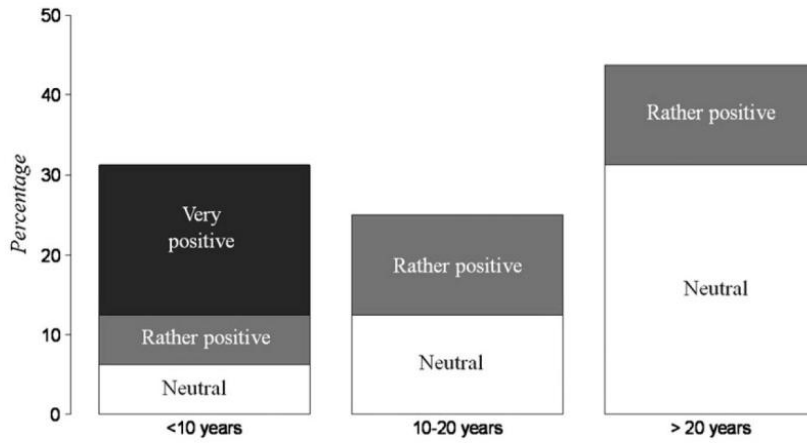 50
40
30
20
10
0
Percentage
Very
positive
Rather positive
Neutral
Rather positive
Neutral
Rather positive
Neutral
<10 years
10-20 years
> 20 years